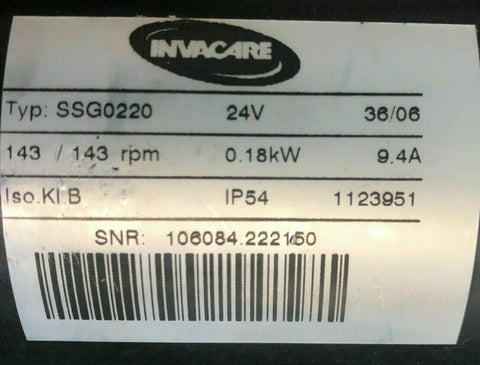 INVACARE
Typ: SSG0220 24V 36/06
143 / 143 rpm 0.18kW 9.4A
Iso.Kl B IP54 1123951
SNR: 106084.222150